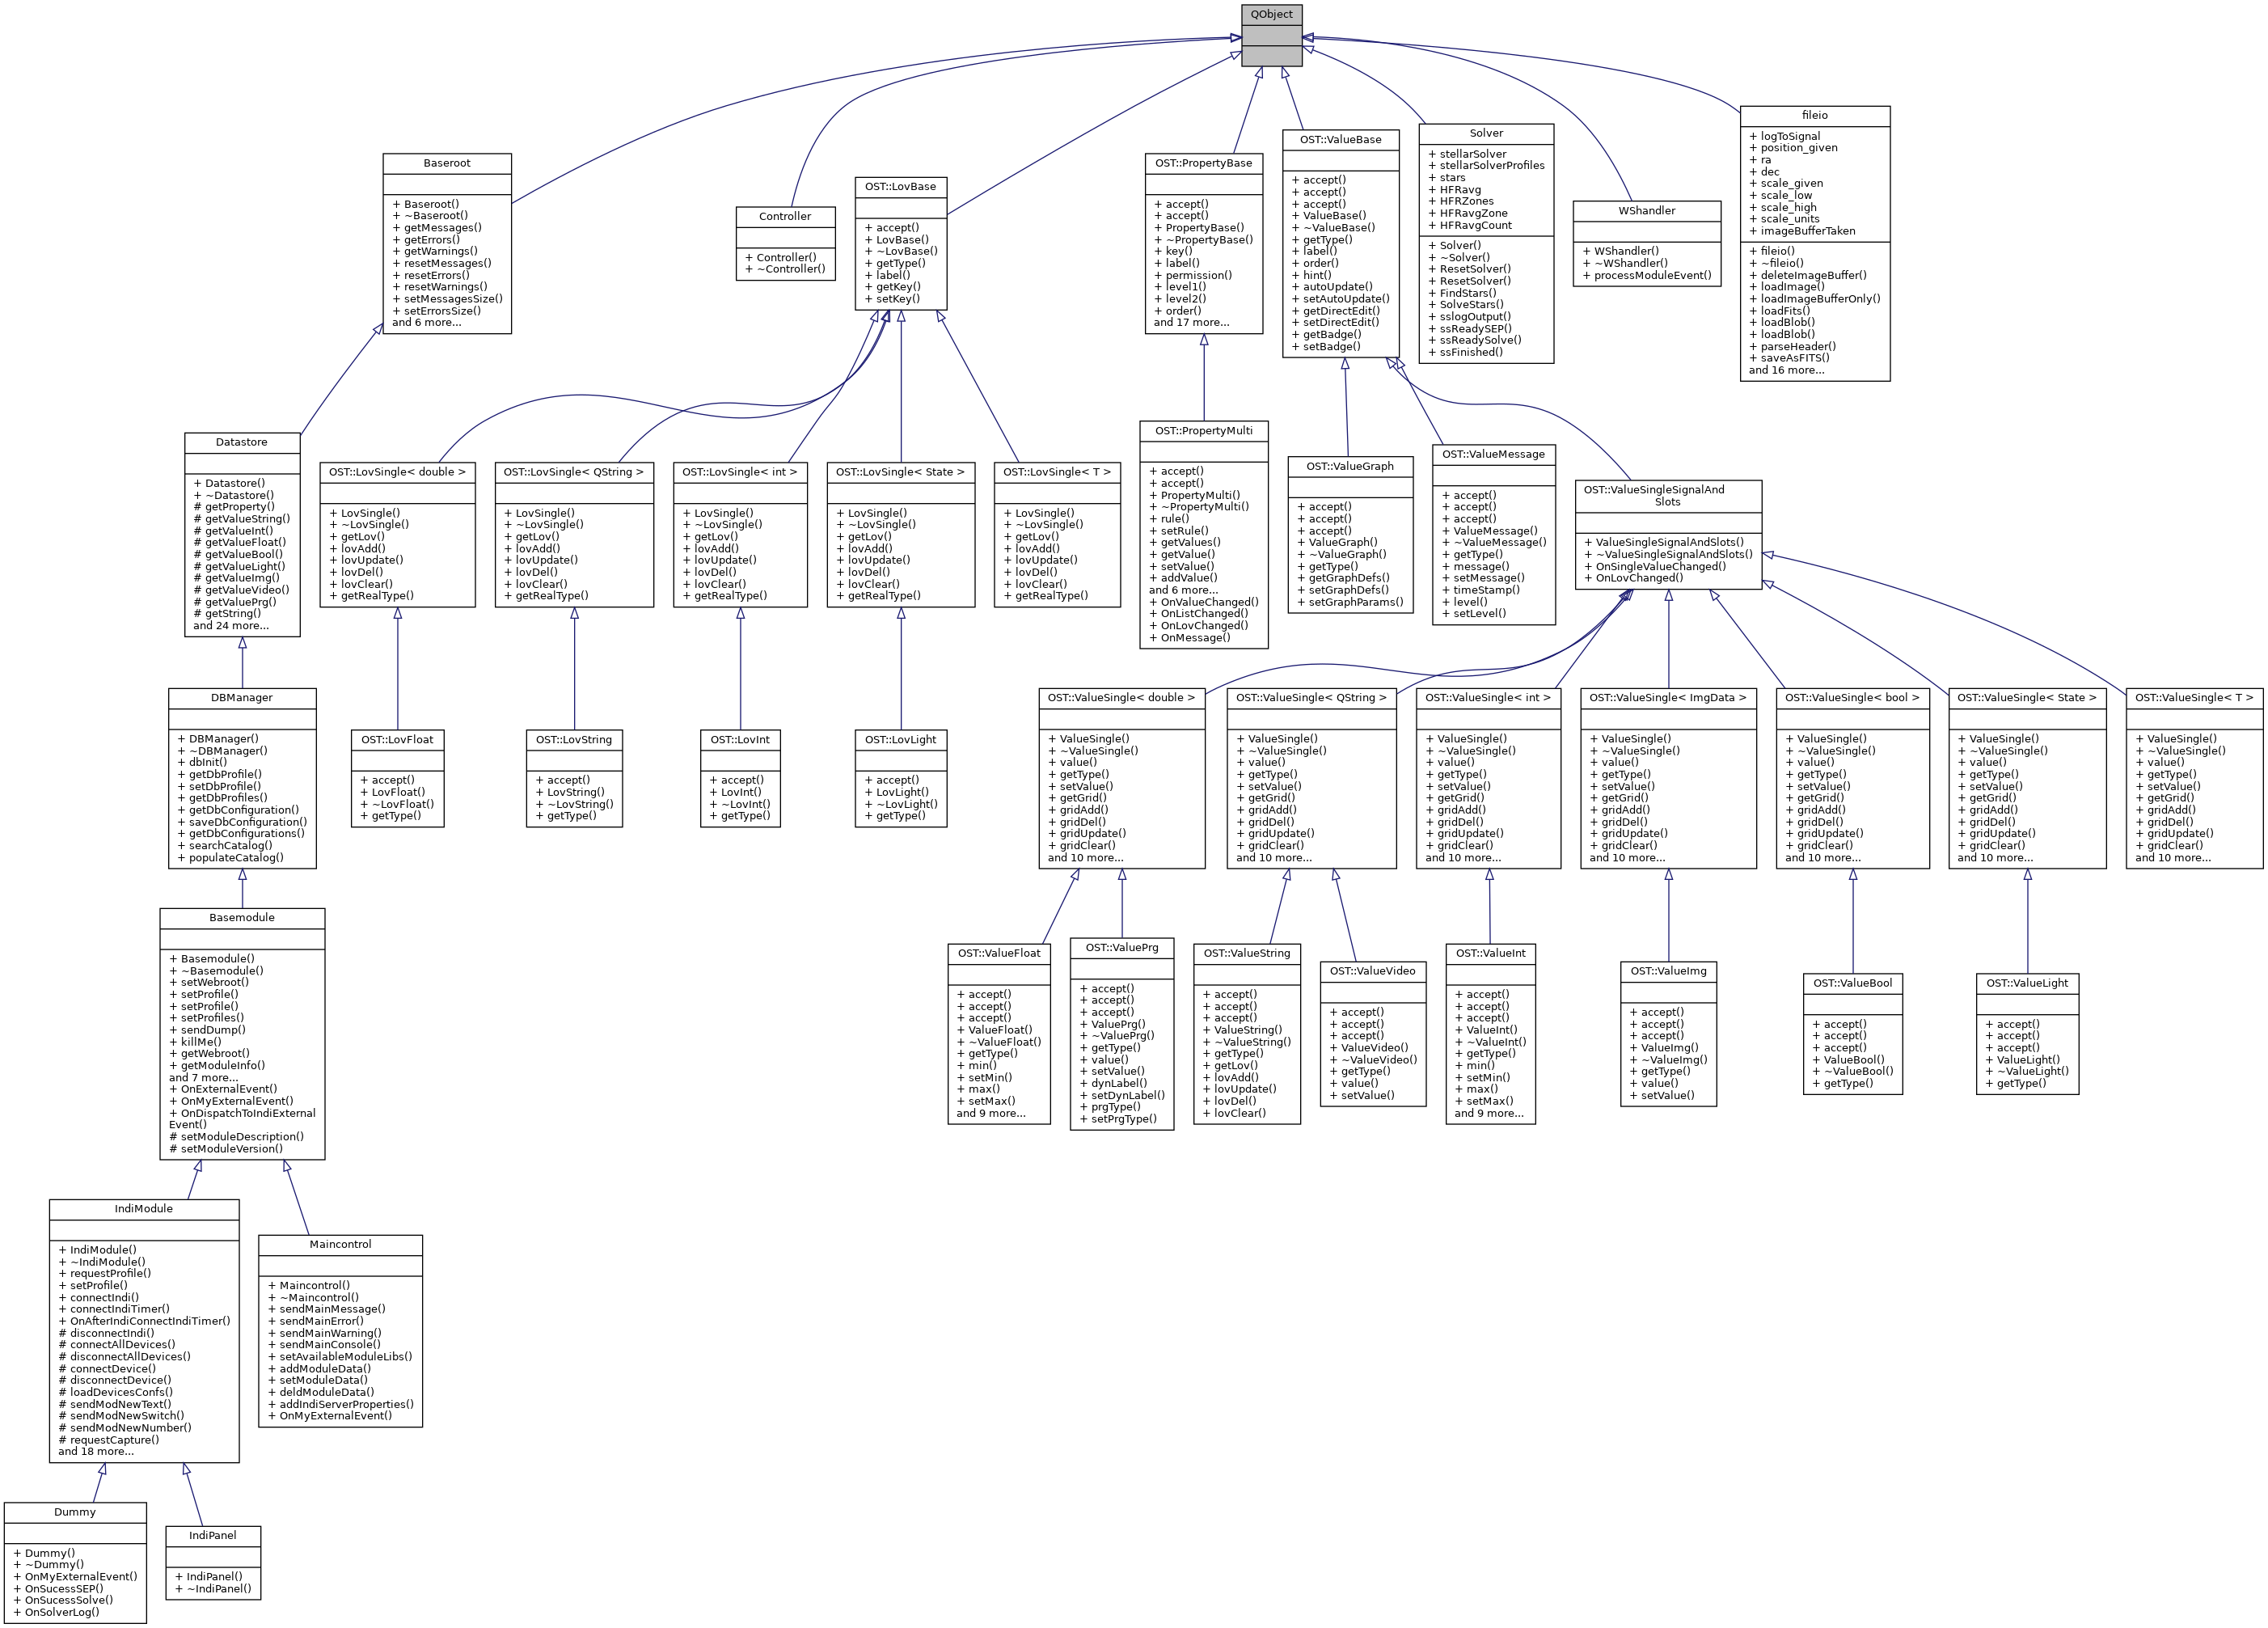 QObject
fileio
+ logToSignal
+ position_given
+ ra
+ dec
+ scale_given
+ scale_low
+ scale_high
+ scale_units
+ imageBufferTaken
+ fileio()
+ ~fileio()
+ deleteImageBuffer()
+ loadImage()
+ loadImageBufferOnly()
+ loadFits()
+ loadBlob()
+ loadBlob()
+ parseHeader()
+ saveAsFITS()
and 16 more...
Solver
+ stellarSolver
+ stellarSolverProfiles
+ stars
+ HFRavg
+ HFRZones
+ HFRavgZone
+ HFRavgCount
+ Solver()
+ ~Solver()
+ ResetSolver()
+ ResetSolver()
+ FindStars()
+ SolveStars()
+ sslogOutput()
+ ssReadySEP()
+ ssReadySolve()
+ ssFinished()
OST::ValueBase
+ accept()
+ accept()
+ accept()
+ ValueBase()
+ ~ValueBase()
+ getType()
+ label()
+ order()
+ hint()
+ autoUpdate()
+ setAutoUpdate()
+ getDirectEdit()
+ setDirectEdit()
+ getBadge()
+ setBadge()
Baseroot
+ Baseroot()
+ ~Baseroot()
+ getMessages()
+ getErrors()
+ getWarnings()
+ resetMessages()
+ resetErrors()
+ resetWarnings()
+ setMessagesSize()
+ setErrorsSize()
and 6 more...
OST::PropertyBase
+ accept()
+ accept()
+ PropertyBase()
+ ~PropertyBase()
+ key()
+ label()
+ permission()
+ level1()
+ level2()
+ order()
and 17 more...
OST::LovBase
+ accept()
+ LovBase()
+ ~LovBase()
+ getType()
+ label()
+ getKey()
+ setKey()
Controller
+ Controller()
+ ~Controller()
WShandler
+ WShandler()
+ ~WShandler()
+ processModuleEvent()
Datastore
+ Datastore()
+ ~Datastore()
# getProperty()
# getValueString()
# getValueInt()
# getValueFloat()
# getValueBool()
# getValueLight()
# getValueImg()
# getValueVideo()
# getValuePrg()
# getString()
and 24 more...
OST::LovSingle< double >
+ LovSingle()
+ ~LovSingle()
+ getLov()
+ lovAdd()
+ lovUpdate()
+ lovDel()
+ lovClear()
+ getRealType()
OST::LovSingle< QString >
+ LovSingle()
+ ~LovSingle()
+ getLov()
+ lovAdd()
+ lovUpdate()
+ lovDel()
+ lovClear()
+ getRealType()
OST::LovSingle< int >
+ LovSingle()
+ ~LovSingle()
+ getLov()
+ lovAdd()
+ lovUpdate()
+ lovDel()
+ lovClear()
+ getRealType()
OST::LovSingle< State >
+ LovSingle()
+ ~LovSingle()
+ getLov()
+ lovAdd()
+ lovUpdate()
+ lovDel()
+ lovClear()
+ getRealType()
OST::LovSingle< T >
+ LovSingle()
+ ~LovSingle()
+ getLov()
+ lovAdd()
+ lovUpdate()
+ lovDel()
+ lovClear()
+ getRealType()
OST::PropertyMulti
+ accept()
+ accept()
+ PropertyMulti()
+ ~PropertyMulti()
+ rule()
+ setRule()
+ getValues()
+ getValue()
+ setValue()
+ addValue()
and 6 more...
+ OnValueChanged()
+ OnListChanged()
+ OnLovChanged()
+ OnMessage()
OST::ValueGraph
+ accept()
+ accept()
+ accept()
+ ValueGraph()
+ ~ValueGraph()
+ getType()
+ getGraphDefs()
+ setGraphDefs()
+ setGraphParams()
OST::ValueMessage
+ accept()
+ accept()
+ accept()
+ ValueMessage()
+ ~ValueMessage()
+ getType()
+ message()
+ setMessage()
+ timeStamp()
+ level()
+ setLevel()
OST::ValueSingleSignalAnd
Slots
+ ValueSingleSignalAndSlots()
+ ~ValueSingleSignalAndSlots()
+ OnSingleValueChanged()
+ OnLovChanged()
DBManager
+ DBManager()
+ ~DBManager()
+ dbInit()
+ getDbProfile()
+ setDbProfile()
+ getDbProfiles()
+ getDbConfiguration()
+ saveDbConfiguration()
+ getDbConfigurations()
+ searchCatalog()
+ populateCatalog()
OST::LovFloat
+ accept()
+ LovFloat()
+ ~LovFloat()
+ getType()
OST::LovString
+ accept()
+ LovString()
+ ~LovString()
+ getType()
OST::LovInt
+ accept()
+ LovInt()
+ ~LovInt()
+ getType()
OST::LovLight
+ accept()
+ LovLight()
+ ~LovLight()
+ getType()
OST::ValueSingle< double >
+ ValueSingle()
+ ~ValueSingle()
+ value()
+ getType()
+ setValue()
+ getGrid()
+ gridAdd()
+ gridDel()
+ gridUpdate()
+ gridClear()
and 10 more...
OST::ValueSingle< QString >
+ ValueSingle()
+ ~ValueSingle()
+ value()
+ getType()
+ setValue()
+ getGrid()
+ gridAdd()
+ gridDel()
+ gridUpdate()
+ gridClear()
and 10 more...
OST::ValueSingle< int >
+ ValueSingle()
+ ~ValueSingle()
+ value()
+ getType()
+ setValue()
+ getGrid()
+ gridAdd()
+ gridDel()
+ gridUpdate()
+ gridClear()
and 10 more...
OST::ValueSingle< ImgData >
+ ValueSingle()
+ ~ValueSingle()
+ value()
+ getType()
+ setValue()
+ getGrid()
+ gridAdd()
+ gridDel()
+ gridUpdate()
+ gridClear()
and 10 more...
OST::ValueSingle< bool >
+ ValueSingle()
+ ~ValueSingle()
+ value()
+ getType()
+ setValue()
+ getGrid()
+ gridAdd()
+ gridDel()
+ gridUpdate()
+ gridClear()
and 10 more...
OST::ValueSingle< State >
+ ValueSingle()
+ ~ValueSingle()
+ value()
+ getType()
+ setValue()
+ getGrid()
+ gridAdd()
+ gridDel()
+ gridUpdate()
+ gridClear()
and 10 more...
OST::ValueSingle< T >
+ ValueSingle()
+ ~ValueSingle()
+ value()
+ getType()
+ setValue()
+ getGrid()
+ gridAdd()
+ gridDel()
+ gridUpdate()
+ gridClear()
and 10 more...
Basemodule
+ Basemodule()
+ ~Basemodule()
+ setWebroot()
+ setProfile()
+ setProfile()
+ setProfiles()
+ sendDump()
+ killMe()
+ getWebroot()
+ getModuleInfo()
and 7 more...
+ OnExternalEvent()
+ OnMyExternalEvent()
+ OnDispatchToIndiExternal
Event()
# setModuleDescription()
# setModuleVersion()
OST::ValueFloat
+ accept()
+ accept()
+ accept()
+ ValueFloat()
+ ~ValueFloat()
+ getType()
+ min()
+ setMin()
+ max()
+ setMax()
and 9 more...
OST::ValuePrg
+ accept()
+ accept()
+ accept()
+ ValuePrg()
+ ~ValuePrg()
+ getType()
+ value()
+ setValue()
+ dynLabel()
+ setDynLabel()
+ prgType()
+ setPrgType()
OST::ValueString
+ accept()
+ accept()
+ accept()
+ ValueString()
+ ~ValueString()
+ getType()
+ getLov()
+ lovAdd()
+ lovUpdate()
+ lovDel()
+ lovClear()
OST::ValueVideo
+ accept()
+ accept()
+ accept()
+ ValueVideo()
+ ~ValueVideo()
+ getType()
+ value()
+ setValue()
OST::ValueInt
+ accept()
+ accept()
+ accept()
+ ValueInt()
+ ~ValueInt()
+ getType()
+ min()
+ setMin()
+ max()
+ setMax()
and 9 more...
OST::ValueImg
+ accept()
+ accept()
+ accept()
+ ValueImg()
+ ~ValueImg()
+ getType()
+ value()
+ setValue()
OST::ValueBool
+ accept()
+ accept()
+ accept()
+ ValueBool()
+ ~ValueBool()
+ getType()
OST::ValueLight
+ accept()
+ accept()
+ accept()
+ ValueLight()
+ ~ValueLight()
+ getType()
IndiModule
+ IndiModule()
+ ~IndiModule()
+ requestProfile()
+ setProfile()
+ connectIndi()
+ connectIndiTimer()
+ OnAfterIndiConnectIndiTimer()
# disconnectIndi()
# connectAllDevices()
# disconnectAllDevices()
# connectDevice()
# disconnectDevice()
# loadDevicesConfs()
# sendModNewText()
# sendModNewSwitch()
# sendModNewNumber()
# requestCapture()
and 18 more...
Maincontrol
+ Maincontrol()
+ ~Maincontrol()
+ sendMainMessage()
+ sendMainError()
+ sendMainWarning()
+ sendMainConsole()
+ setAvailableModuleLibs()
+ addModuleData()
+ setModuleData()
+ deldModuleData()
+ addIndiServerProperties()
+ OnMyExternalEvent()
Dummy
+ Dummy()
+ ~Dummy()
+ OnMyExternalEvent()
+ OnSucessSEP()
+ OnSucessSolve()
+ OnSolverLog()
IndiPanel
+ IndiPanel()
+ ~IndiPanel()